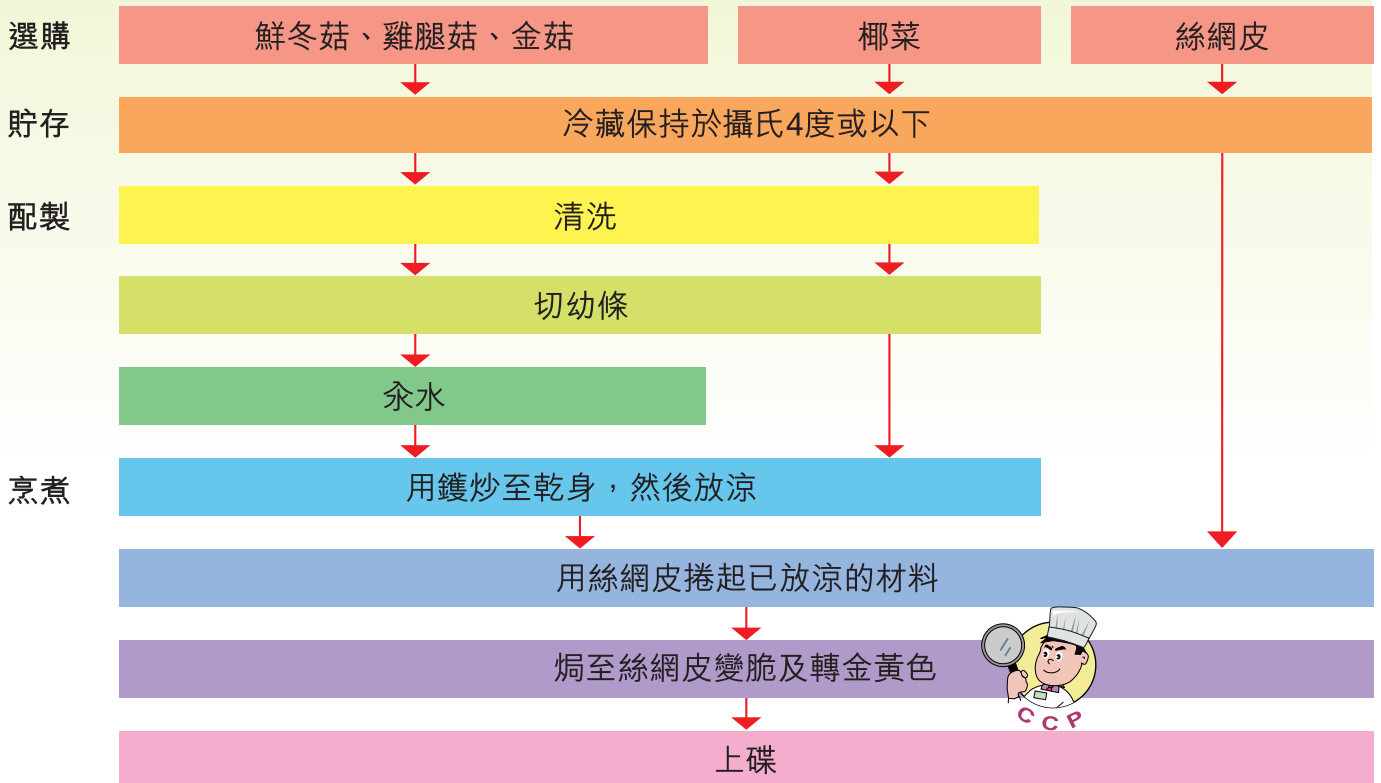 選購
鮮冬菇、雞腿菇、金菇
椰菜
絲網皮
貯存
冷藏保持於攝氏4度或以下
配製
清洗
切幼條
汆水
烹煮
用鑊炒至乾身，然後放涼
用絲網皮捲起已放涼的材料
焗至絲網皮變脆及轉金黃色
CCP
上碟